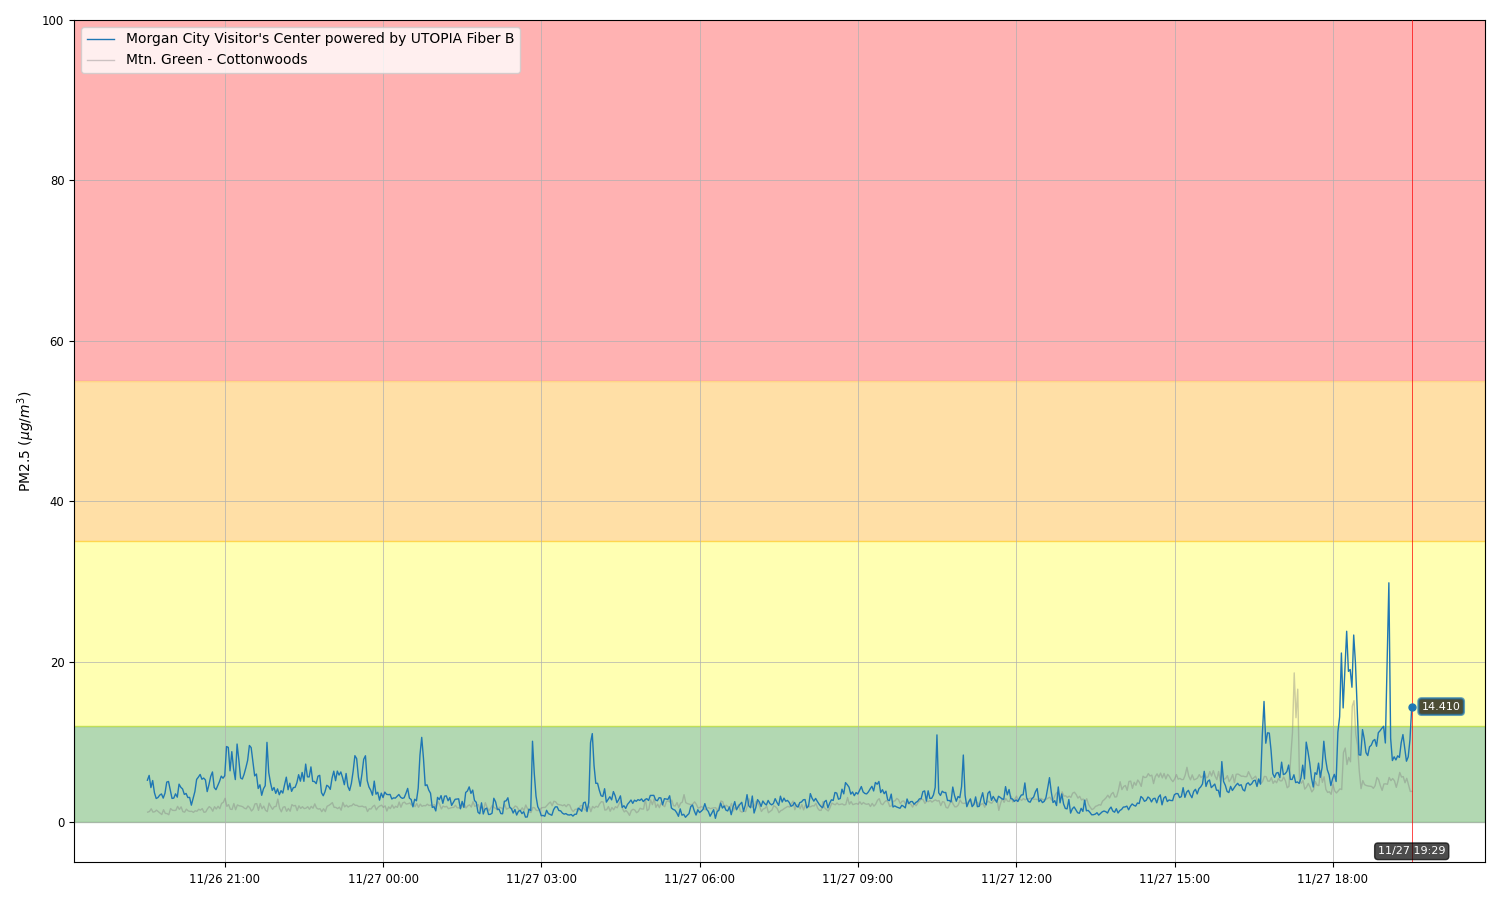 100
Morgan City Visitor's Center powered by UTOPIA Fiber B
Mtn. Green - Cottonwoods
80
60
PM2.5 (μg/m³)
40
20
14.410
0
11/27 19:29
11/26 21:00 11/27 00:00 11/27 03:00 11/27 06:00 11/27 09:00 11/27 12:00 11/27 15:00 11/27 18:00